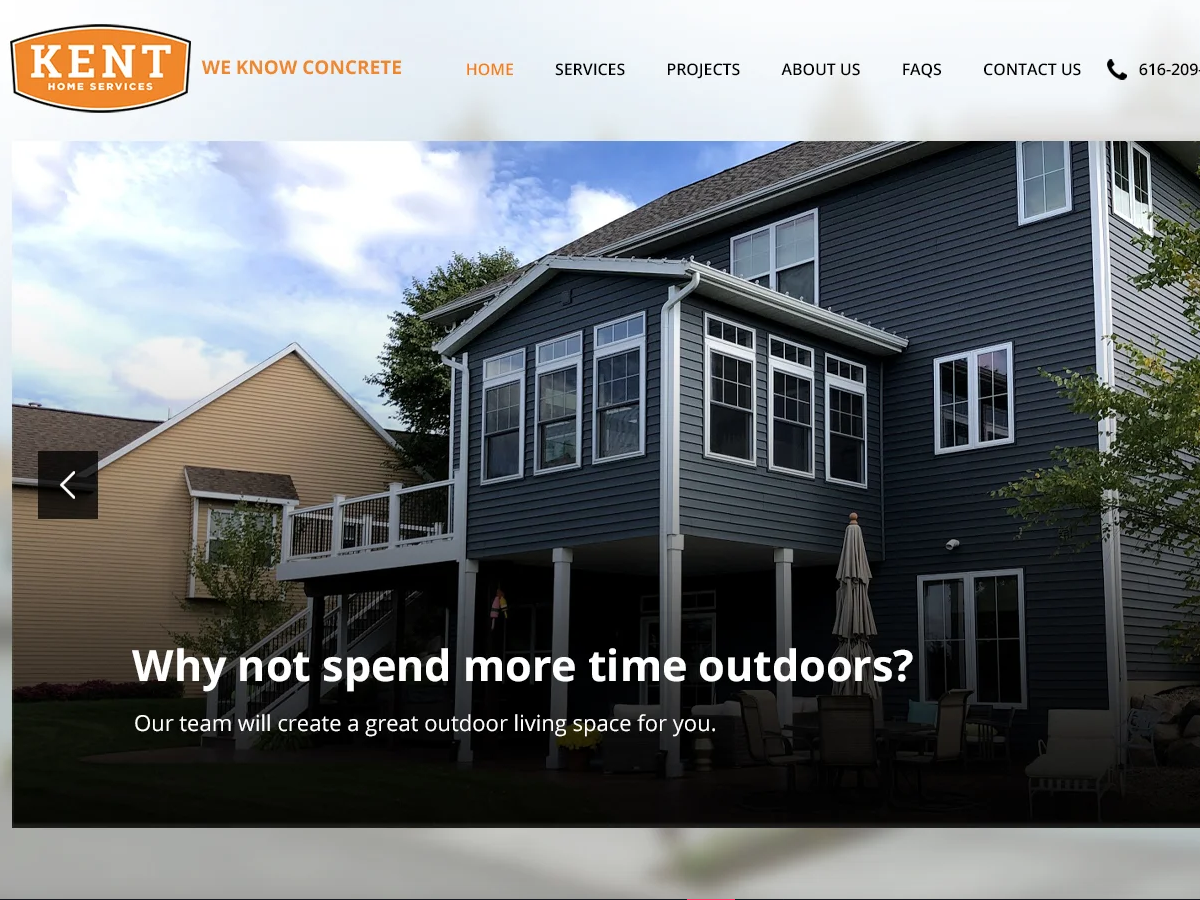 KENT
HOME SERVICES
WE KNOW CONCRETE
HOME SERVICES PROJECTS ABOUT US FAQS CONTACT US 616-209-
Why not spend more time outdoors?
Our team will create a great outdoor living space for you.